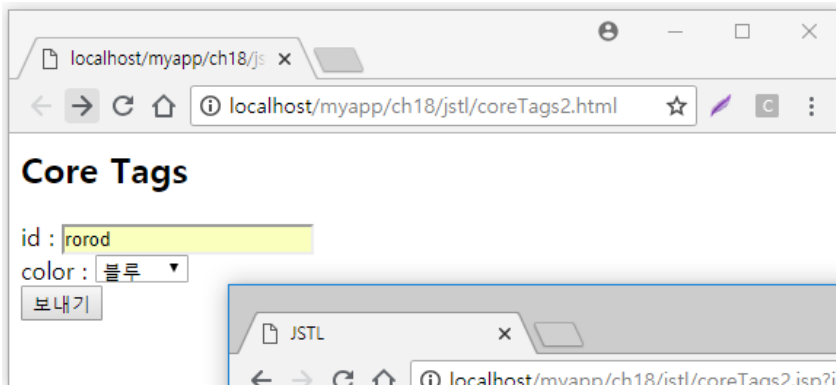 localhost/myapp/ch18/js
localhost/myapp/ch18/jstl/coreTags2.html
C
Core Tags
id : rorod
color : 블루
보내기
JSTL
localhost/myapp/ch18/jstl/coreTags2.jsp?i